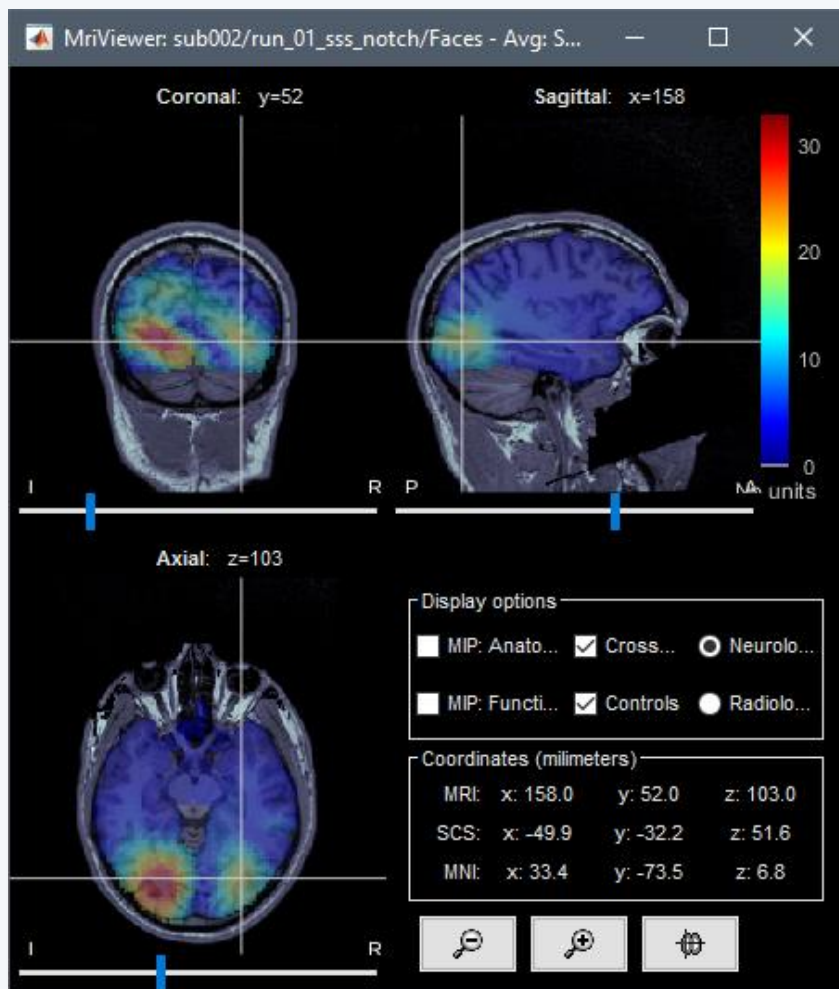 MriViewer: sub002/run_01_sss_notch/Faces - Avg: S...
Coronal: y=52
Sagittal: x=158
30
20
10
0
units
R P A
Axial: z=103
R
Display options
MIP: Anato... Cross... Neurolo...
MIP: Functi... Controls Radiolo...
Coordinates (milimeters)
MRI: x: 158.0 y: 52.0 z: 103.0
SCS: x: -49.9 y: -32.2 z: 51.6
MNI: x: 33.4 y: -73.5 z: 6.8